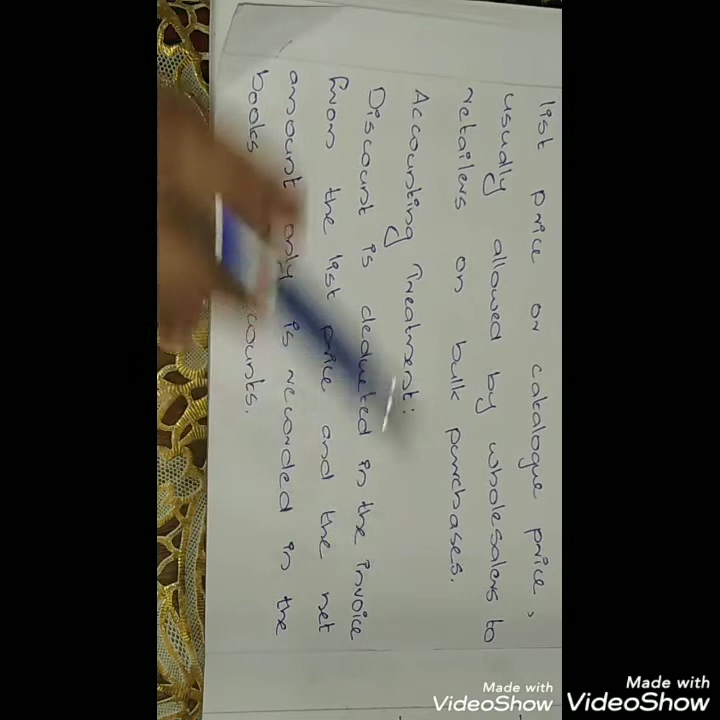 list price or catalogue price,
usually allowed by wholesalers to
retailers on bulk purchases.
Accounting Treatment:
Discount is deducted in the invoice
from the list price and the net
amount only is recorded in the
books
Made with
VideoShow
Made with
VideoShow